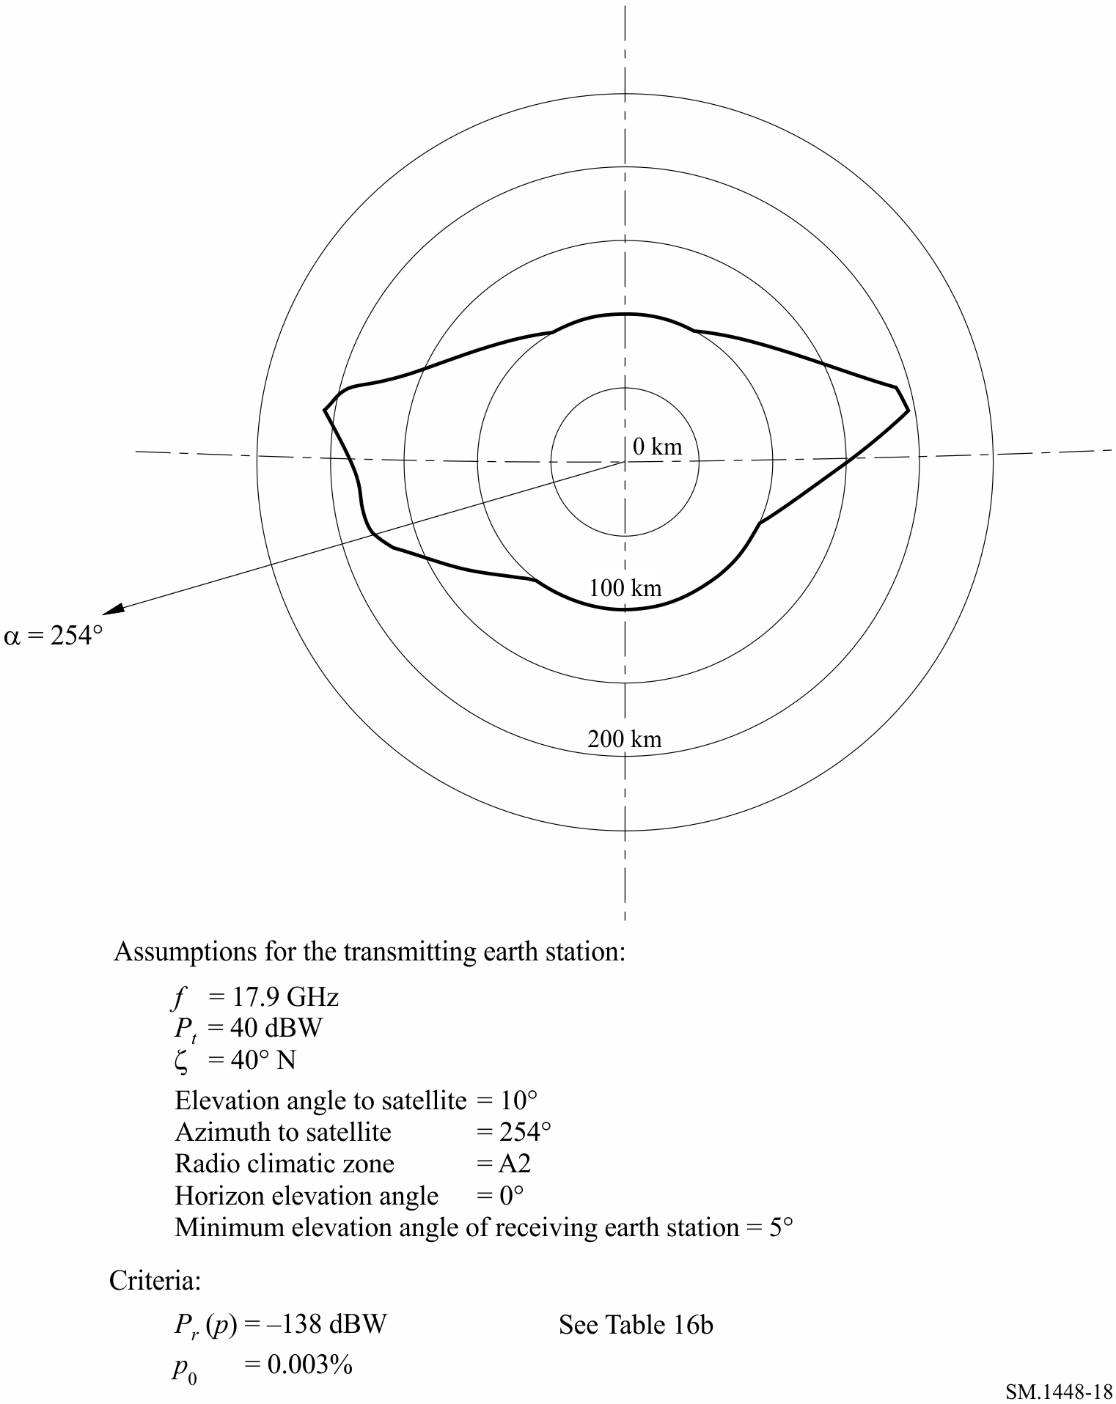 0 km
100 km
α = 254°
200 km
Assumptions for the transmitting earth station:
f = 17.9 GHz
Pt = 40 dBW
ζ = 40° N
Elevation angle to satellite = 10°
Azimuth to satellite = 254°
Radio climatic zone = A2
Horizon elevation angle = 0°
Minimum elevation angle of receiving earth station = 5°
Criteria:
Pr (p) = –138 dBW See Table 16b
p0 = 0.003%
SM.1448-18